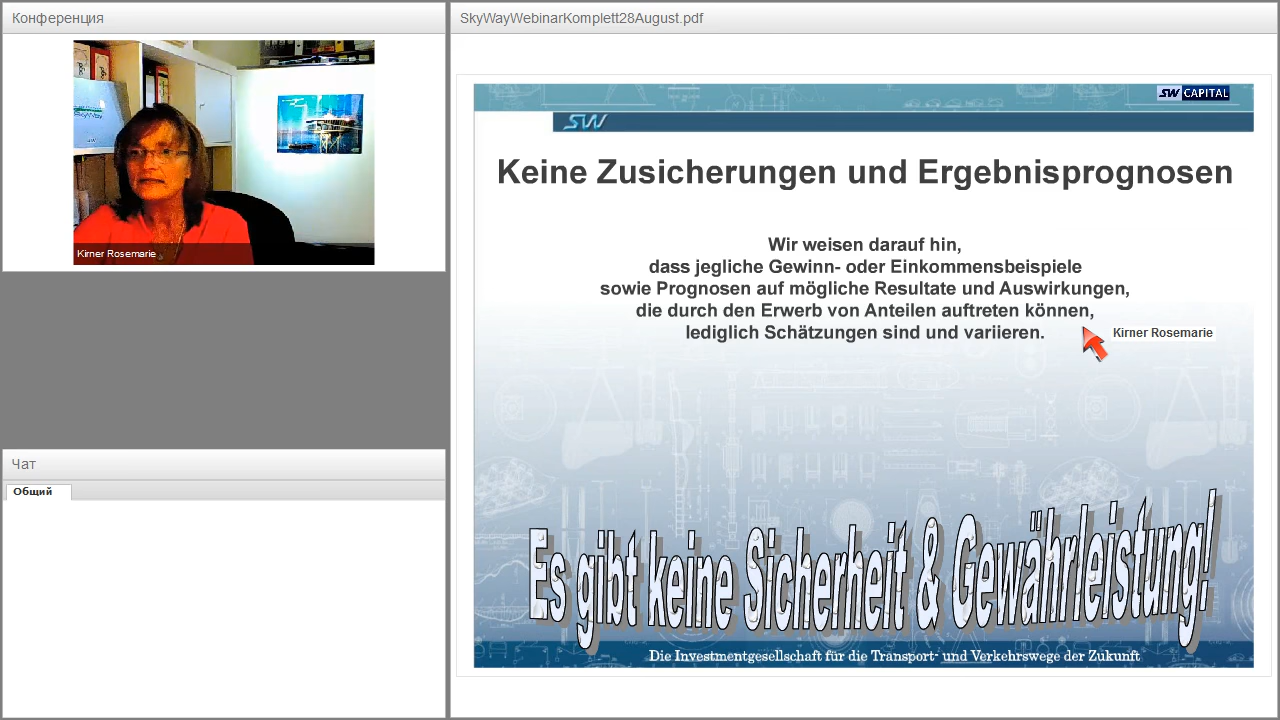 Конференция
Kirner Rosemarie
Чат
Общий
SkyWayWebinarKomplett28August.pdf
SW CAPITAL
SW
Keine Zusicherungen und Ergebnisprognosen
Wir weisen darauf hin,
dass jegliche Gewinn- oder Einkommensbeispiele
sowie Prognosen auf mögliche Resultate und Auswirkungen,
die durch den Erwerb von Anteilen auftreten können,
lediglich Schätzungen sind und variieren.
Kirner Rosemarie
Es gibt keine Sicherheit & Gewährleistung!
Die Investmentgesellschaft für die Transport- und Verkehrswege der Zukunft